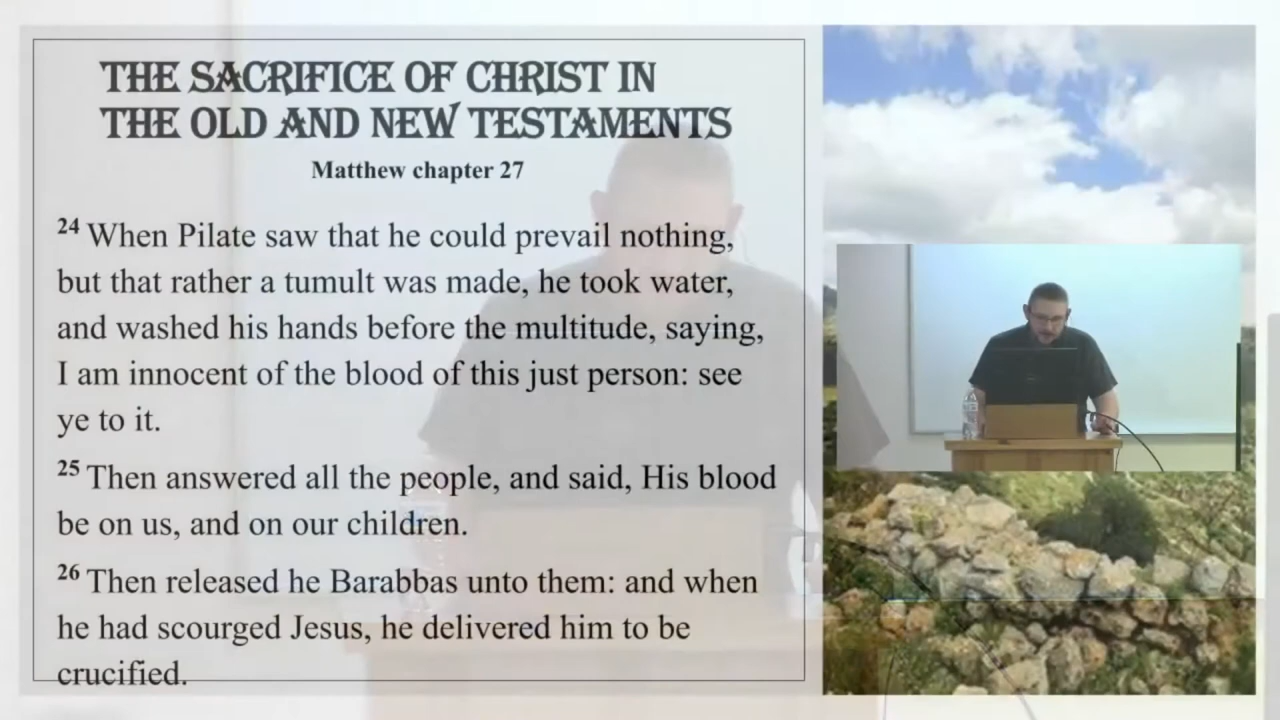 THE SACRIFICE OF CHRIST IN
THE OLD AND NEW TESTAMENTS
Matthew chapter 27
24 When Pilate saw that he could prevail nothing,
but that rather a tumult was made, he took water,
and washed his hands before the multitude, saying,
I am innocent of the blood of this just person: see
ye to it.
25 Then answered all the people, and said, His blood
be on us, and on our children.
26 Then released he Barabbas unto them: and when
he had scourged Jesus, he delivered him to be
crucified.